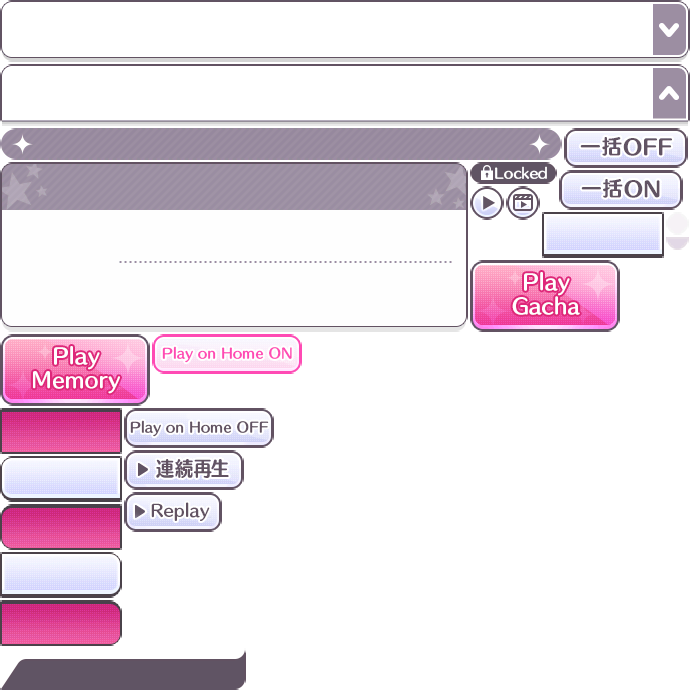 一括OFF
Locked
一括ON
Play
Gacha
Play
Memory
Play on Home ON
Play on Home OFF
連続再生
Replay